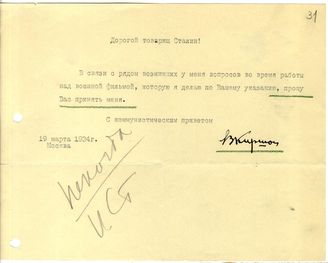 31
Дорогой товарищ Сталин!
В связи с рядом возникших у меня вопросов во время работы
над военной фильмой, которую я делаю по Вашему указанию, прошу
Вас принять меня.
С коммунистическим приветом
19 марта 1934г.
Москва
ВКиршон
некогда
И Ст